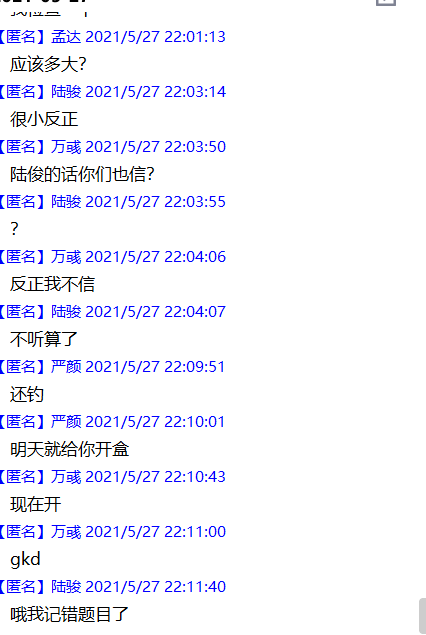 【匿名】孟达 2021/5/27 22:01:13
应该多大？
【匿名】陆骏 2021/5/27 22:03:14
很小反正
【匿名】万彧 2021/5/27 22:03:50
陆俊的话你们也信？
【匿名】陆骏 2021/5/27 22:03:55
？
【匿名】万彧 2021/5/27 22:04:06
反正我不信
【匿名】陆骏 2021/5/27 22:04:07
不听算了
【匿名】严颜 2021/5/27 22:09:51
还钓
【匿名】严颜 2021/5/27 22:10:01
明天就给你开盒
【匿名】万彧 2021/5/27 22:10:43
现在开
【匿名】万彧 2021/5/27 22:11:00
gkd
【匿名】陆骏 2021/5/27 22:11:40
哦我记错题目了